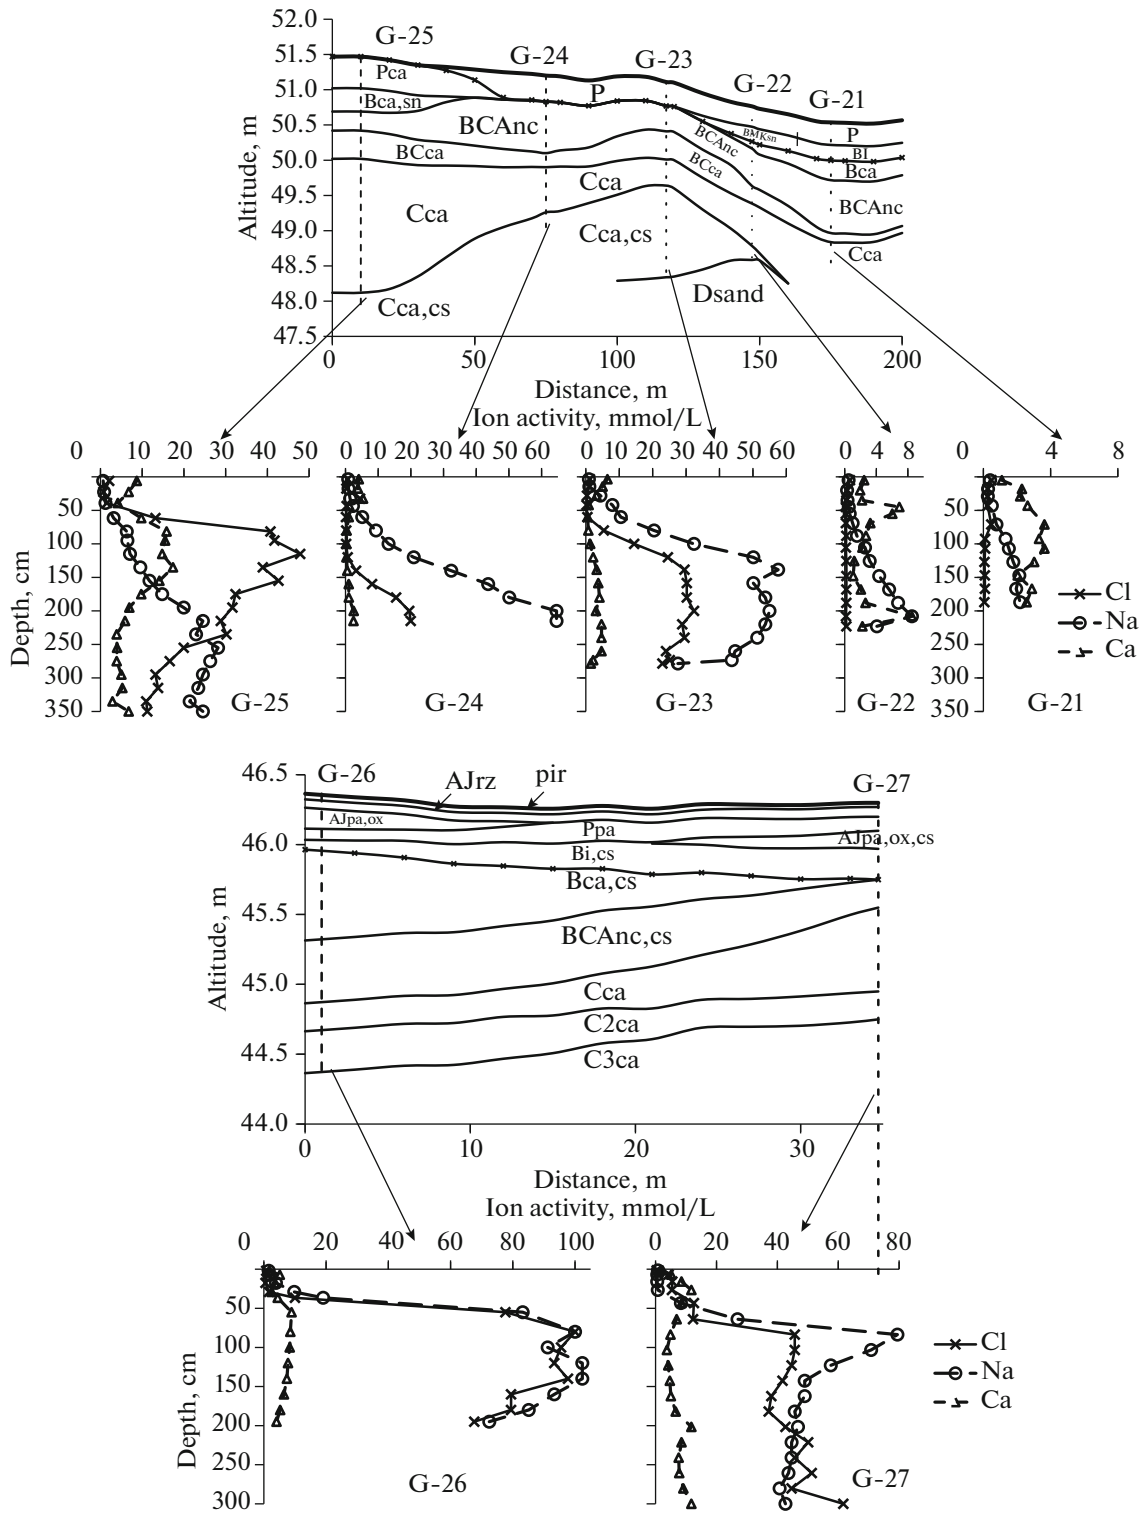 52.0
51.5
51.0
50.5
50.0
49.5
49.0
48.5
48.0
47.5
Altitude, m
G-25
G-24
G-23
G-22
G-21
Pca
Bca,sn
BCAnc
BCca
Cca
Cca,cs
P
Cca
Cca,cs
Dsand
BCAnc
BCca
BMKsn
P
BI
Bca
BCAnc
Cca
0 50 100 150 200
Distance, m
Ion activity, mmol/L
0 10 20 30 40 50
0 10 20 30 40 50 60
0 10 20 30 40 50 60
0 4 8
0 4 8
50
100
150
200
250
300
350
Depth, cm
50
100
150
200
250
300
350
G-25
G-24
G-23
G-22
G-21
Cl
Na
Ca
46.5
46.0
45.5
45.0
44.5
44.0
Altitude, m
G-26
AJrz
pir
G-27
AJpa,ox
Ppa
AJpa,ox,cs
Bi,cs
Bca,cs
BCAnc,cs
Cca
C2ca
C3ca
0 10 20 30
Distance, m
Ion activity, mmol/L
0 20 40 60 80 100
0 20 40 60 80
50
100
150
200
250
300
Depth, cm
G-26
G-27
Cl
Na
Ca